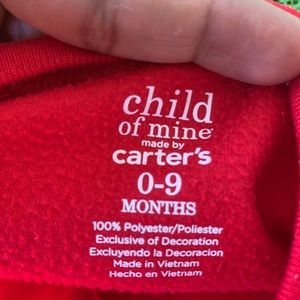 child
of mine
made by
carter's
0-9
MONTHS
100% Polyester/Poliester
Exclusive of Decoration
Excluyendo la Decoracion
Made in Vietnam
Hecho en Vietnam